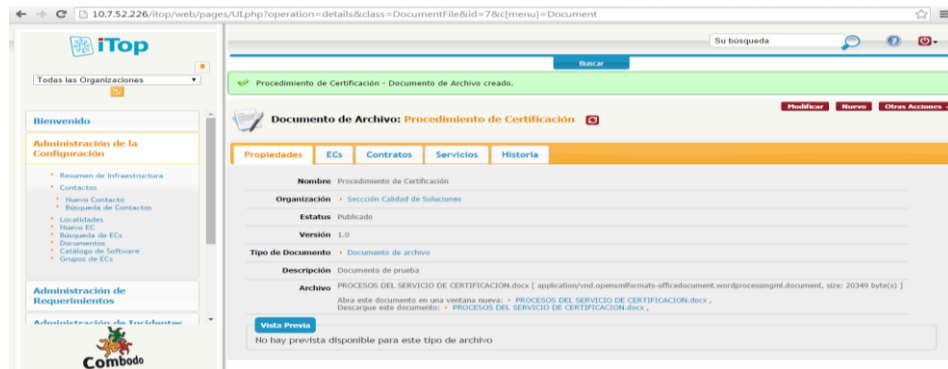 10.7.52.226/itop/web/pages/UI.php?operation=details&class=DocumentFile&id=7&c[menu]=Document
iTop
Su búsqueda
Buscar
Todas las Organizaciones
Procedimiento de Certificación - Documento de Archivo creado.
Modificar Nuevo Otras Acciones
Documento de Archivo: Procedimiento de Certificación
Bienvenido
Administración de la
Configuración
Resumen de Infraestructura
Contactos
Nuevo Contacto
Búsqueda de Contactos
Localidades
Nuevo EC
Búsqueda de ECs
Documentos
Catálogo de Software
Grupos de ECs
Administración de
Requerimientos
Administración de Incidentes
Combodo
Propiedades ECs Contratos Servicios Historia
Nombre Procedimiento de Certificación
Organización Seccción Calidad de Soluciones
Estatus Publicado
Versión 1.0
Tipo de Documento Documento de archivo
Descripción Documento de prueba
Archivo PROCESOS DEL SERVICIO DE CERTIFICACION.docx [ application/vnd.openxmlformats-officedocument.wordprocessingml.document, size: 20349 byte(s) ]
Abra este documento en una ventana nueva: PROCESOS DEL SERVICIO DE CERTIFICACION.docx ,
Descargue este documento: PROCESOS DEL SERVICIO DE CERTIFICACION.docx ,
Vista Previa
No hay prevista disponible para este tipo de archivo